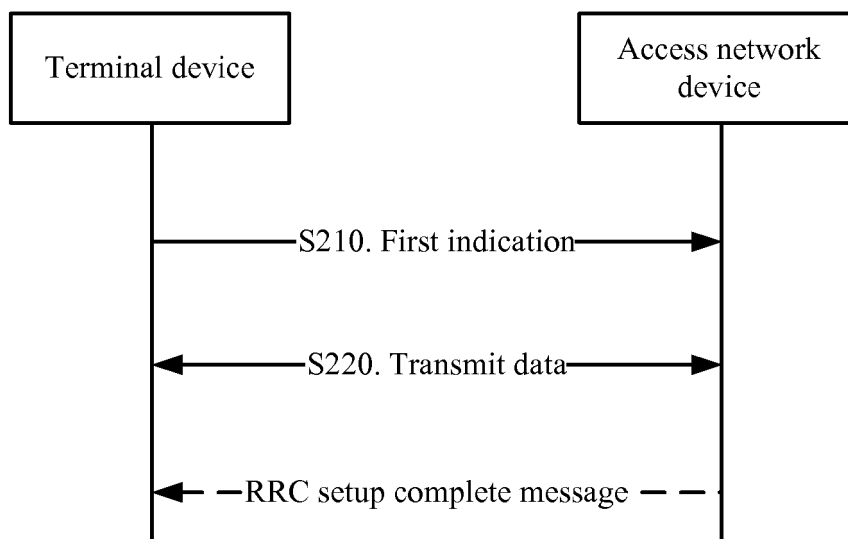 Terminal device
Access network
device
S210. First indication
S220. Transmit data
RRC setup complete message